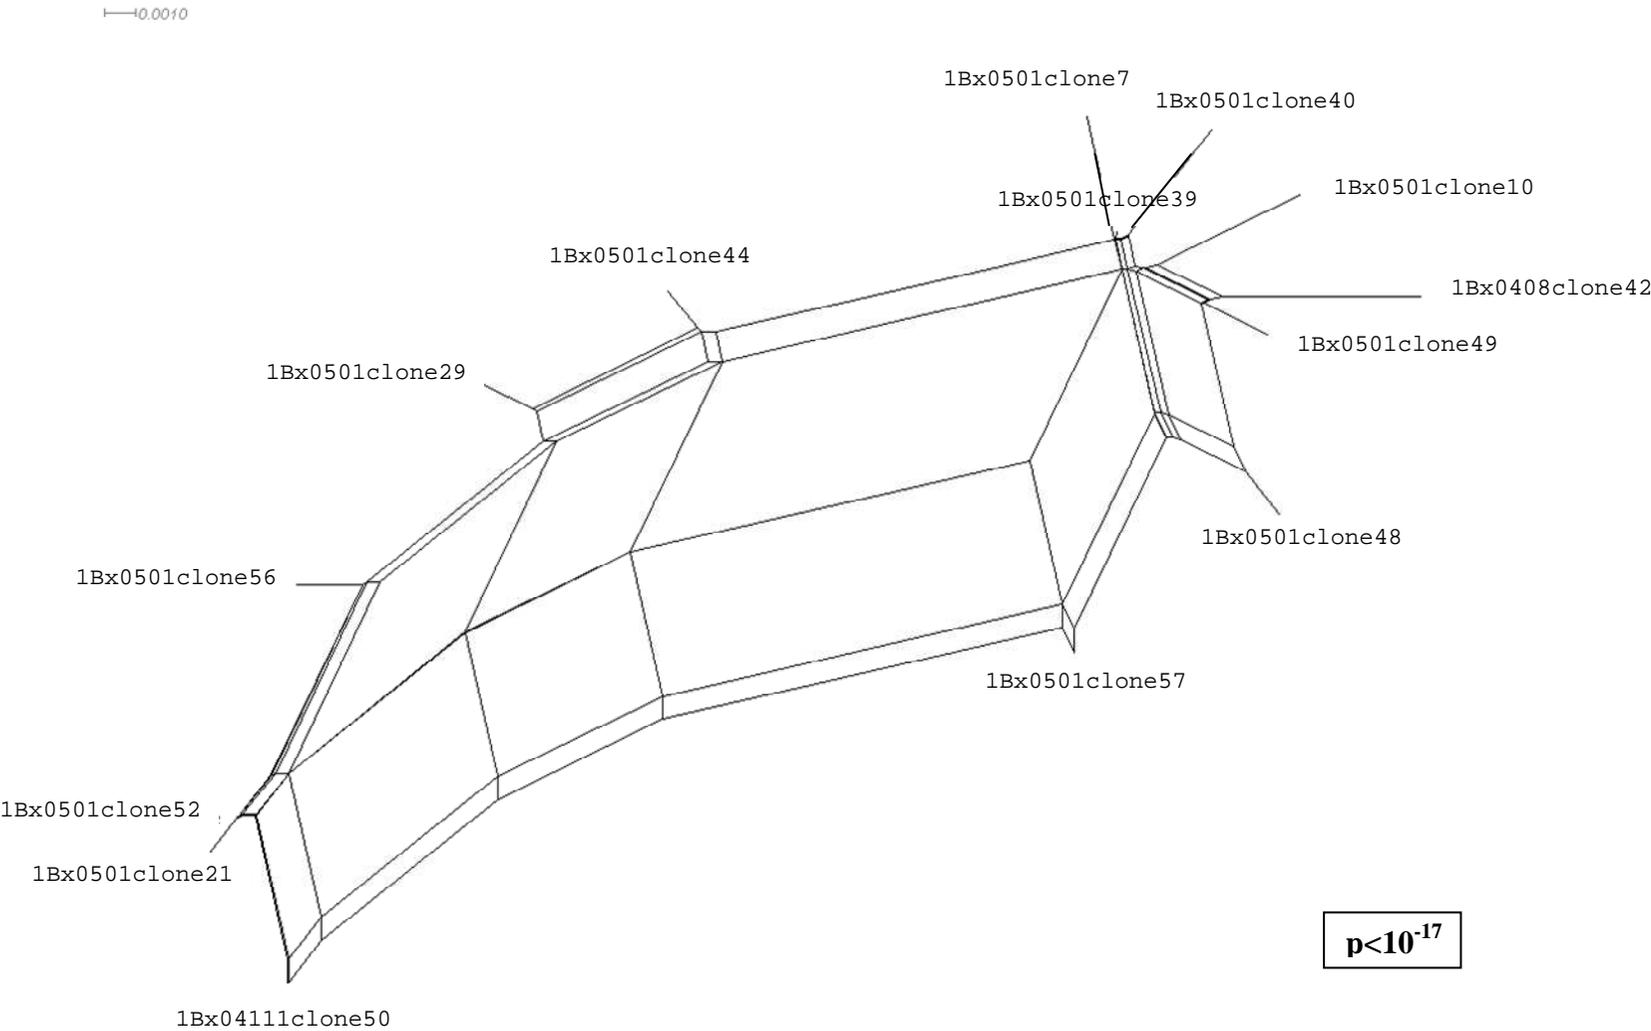 0.0010
1Bx0501clone7
1Bx0501clone40
1Bx0501clone10
1Bx0501clone39
1Bx0501clone44
1Bx0408clone42
1Bx0501clone49
1Bx0501clone29
1Bx0501clone48
1Bx0501clone56
1Bx0501clone57
1Bx0501clone52
1Bx0501clone21
p<10⁻¹⁷
1Bx04111clone50